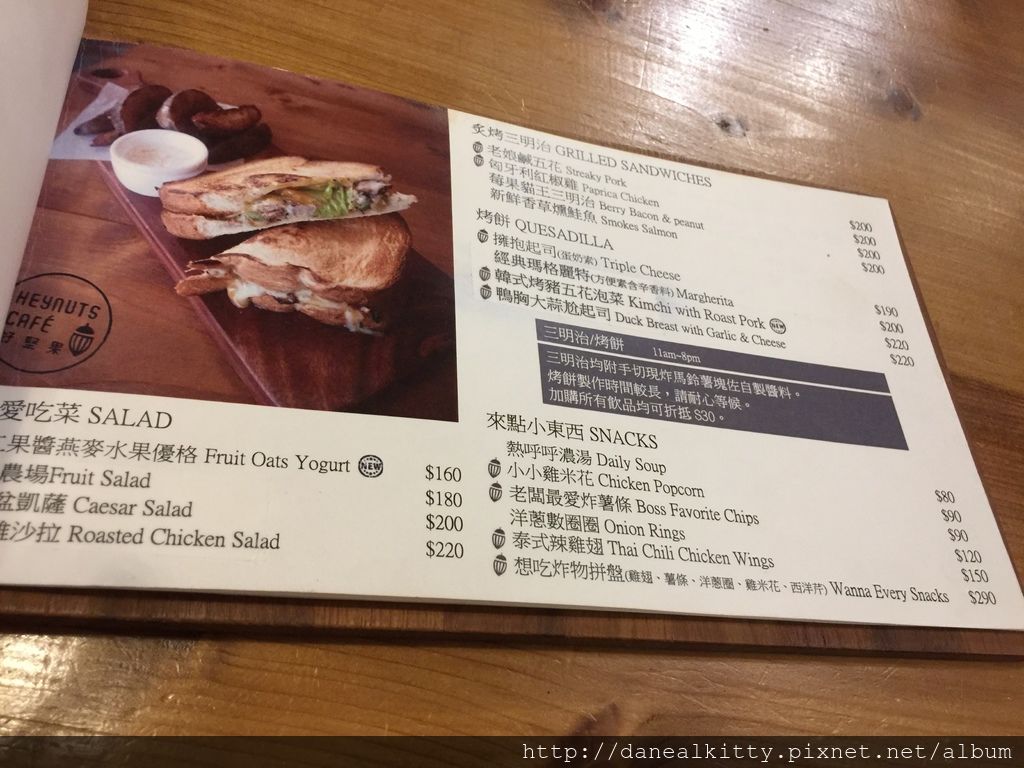 HEYNUTS
CAFÉ
好堅果
愛吃菜 SALAD
果醬燕麥水果優格 Fruit Oats Yogurt NEW $160
農場Fruit Salad $180
盆凱薩 Caesar Salad $200
雞沙拉 Roasted Chicken Salad $220
炙烤三明治 GRILLED SANDWICHES
老娘鹹五花 Streaky Pork $200
匈牙利紅椒雞 Paprica Chicken $200
莓果貓王三明治 Berry Bacon & peanut $200
新鮮香草燻鮭魚 Smokes Salmon $200
烤餅 QUESADILLA
擁抱起司(蛋奶素) Triple Cheese $190
經典瑪格麗特(方便素含辛香料) Margherita $200
韓式烤豬五花泡菜 Kimchi with Roast Pork NEW $220
鴨胸大蒜尬起司 Duck Breast with Garlic & Cheese $220
三明治/烤餅 11am~8pm
三明治均附手切現炸馬鈴薯塊佐自製醬料。
烤餅製作時間較長，請耐心等候。
加購所有飲品均可折抵 $30。
來點小東西 SNACKS
熱呼呼濃湯 Daily Soup $80
小小雞米花 Chicken Popcorn $90
老闆最愛炸薯條 Boss Favorite Chips $90
洋蔥數圈圈 Onion Rings $120
泰式辣雞翅 Thai Chili Chicken Wings $150
想吃炸物拼盤(雞翅、薯條、洋蔥圈、雞米花、西洋芹) Wanna Every Snacks $290
http://danealkitty.pixnet.net/album